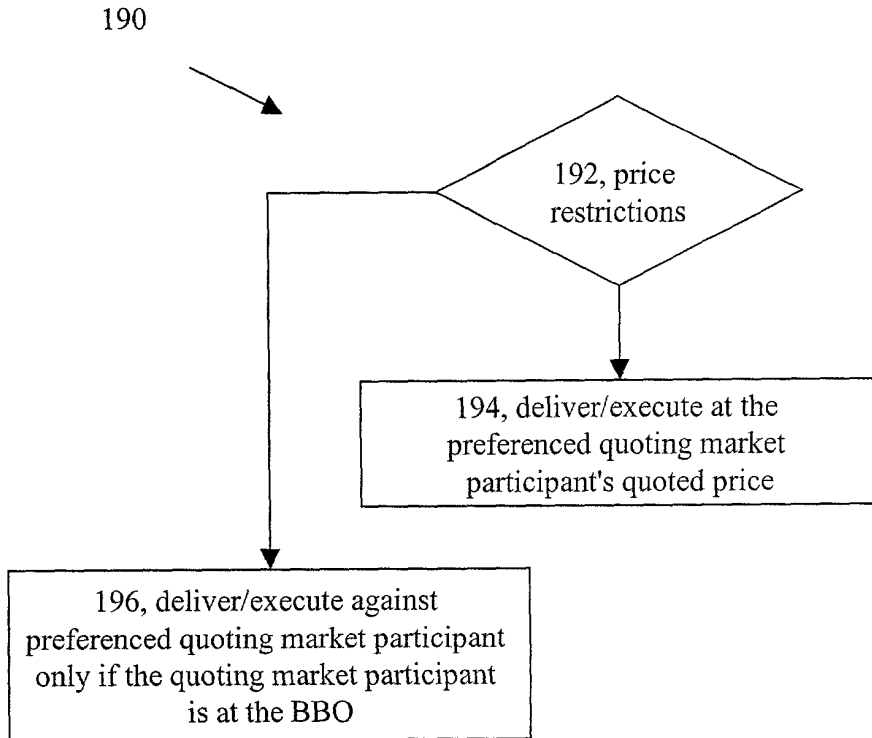 190
192, price
restrictions
194, deliver/execute at the
preferenced quoting market
participant's quoted price
196, deliver/execute against
preferenced quoting market participant
only if the quoting market participant
is at the BBO